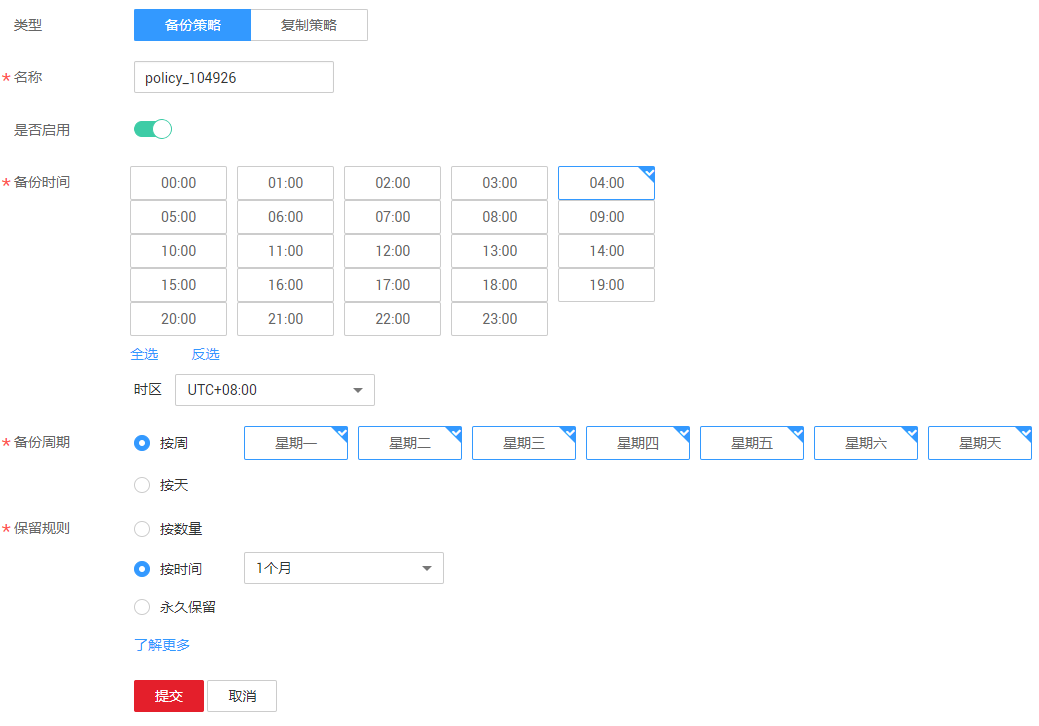 类型 备份策略 复制策略
* 名称 policy_104926
是否启用
* 备份时间 00:00 01:00 02:00 03:00 04:00
05:00 06:00 07:00 08:00 09:00
10:00 11:00 12:00 13:00 14:00
15:00 16:00 17:00 18:00 19:00
20:00 21:00 22:00 23:00
全选 反选
时区 UTC+08:00
* 备份周期 按周 星期一 星期二 星期三 星期四 星期五 星期六 星期天
按天
* 保留规则 按数量
按时间 1个月
永久保留
了解更多
提交 取消